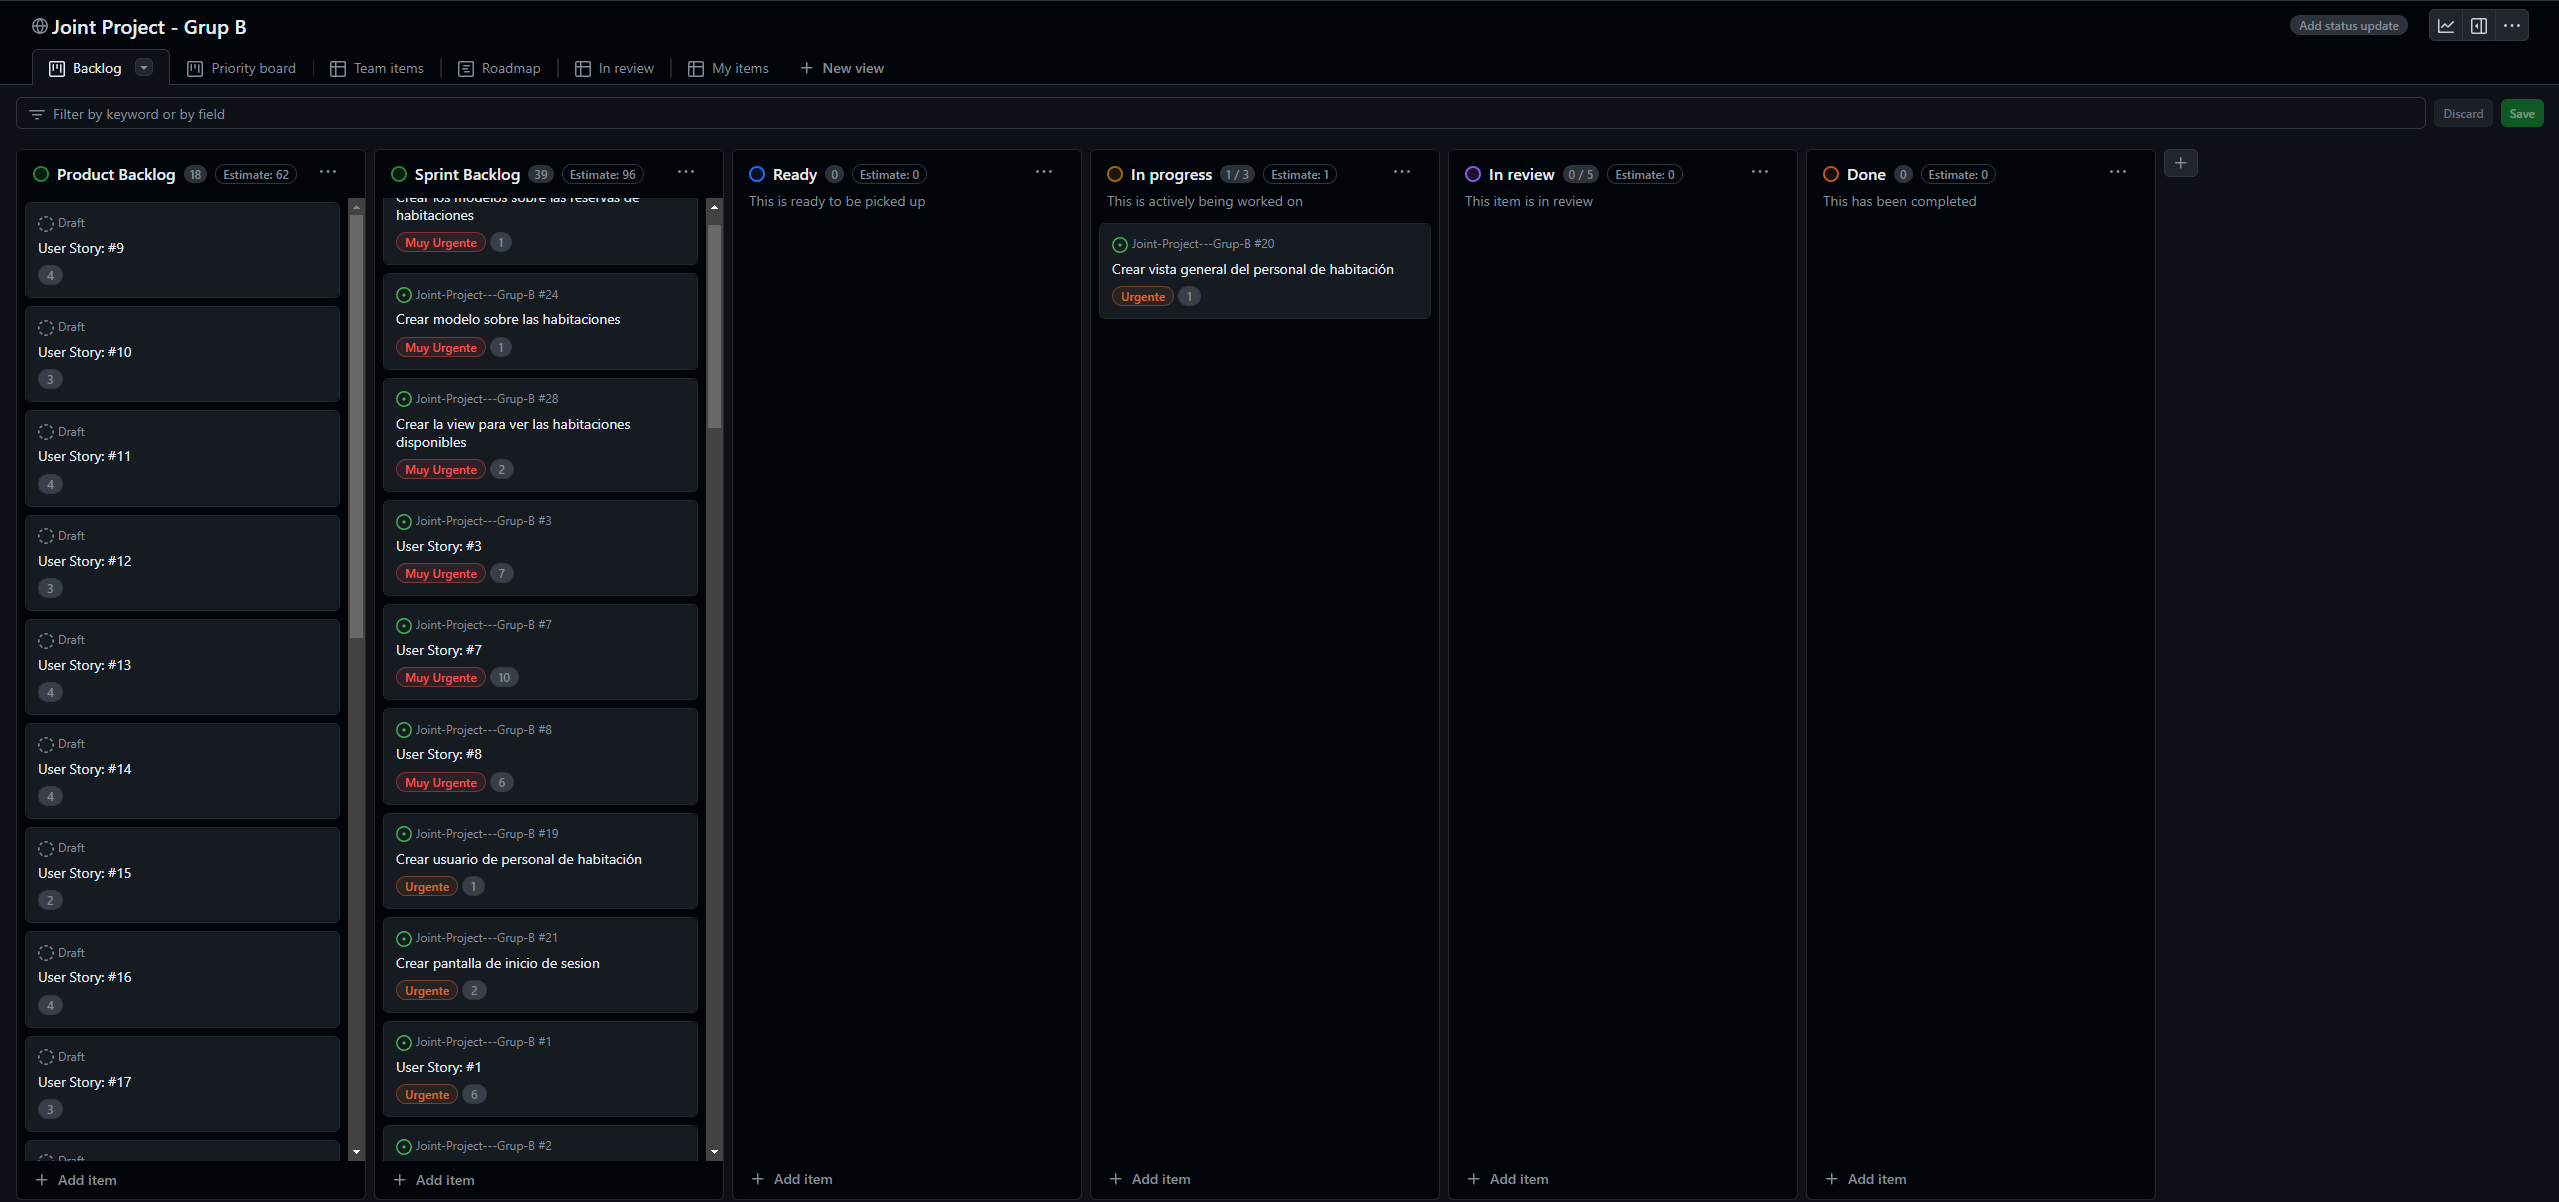 Joint Project - Grup B
Add status update
Backlog
Priority board
Team items
Roadmap
In review
My items
New view
Filter by keyword or by field
Discard
Save
Product Backlog 18 Estimate: 62
Draft
User Story: #9
4
Draft
User Story: #10
3
Draft
User Story: #11
4
Draft
User Story: #12
3
Draft
User Story: #13
4
Draft
User Story: #14
4
Draft
User Story: #15
2
Draft
User Story: #16
4
Draft
User Story: #17
3
Draft
Add item
Sprint Backlog 39 Estimate: 96
Crear los modelos sobre las reservas de
habitaciones
Muy Urgente 1
Joint-Project---Grup-B #24
Crear modelo sobre las habitaciones
Muy Urgente 1
Joint-Project---Grup-B #28
Crear la view para ver las habitaciones
disponibles
Muy Urgente 2
Joint-Project---Grup-B #3
User Story: #3
Muy Urgente 7
Joint-Project---Grup-B #7
User Story: #7
Muy Urgente 10
Joint-Project---Grup-B #8
User Story: #8
Muy Urgente 6
Joint-Project---Grup-B #19
Crear usuario de personal de habitación
Urgente 1
Joint-Project---Grup-B #21
Crear pantalla de inicio de sesion
Urgente 2
Joint-Project---Grup-B #1
User Story: #1
Urgente 6
Joint-Project---Grup-B #2
Add item
Ready 0 Estimate: 0
This is ready to be picked up
Add item
In progress 1 / 3 Estimate: 1
This is actively being worked on
Joint-Project---Grup-B #20
Crear vista general del personal de habitación
Urgente 1
Add item
In review 0 / 5 Estimate: 0
This item is in review
Add item
Done 0 Estimate: 0
This has been completed
Add item